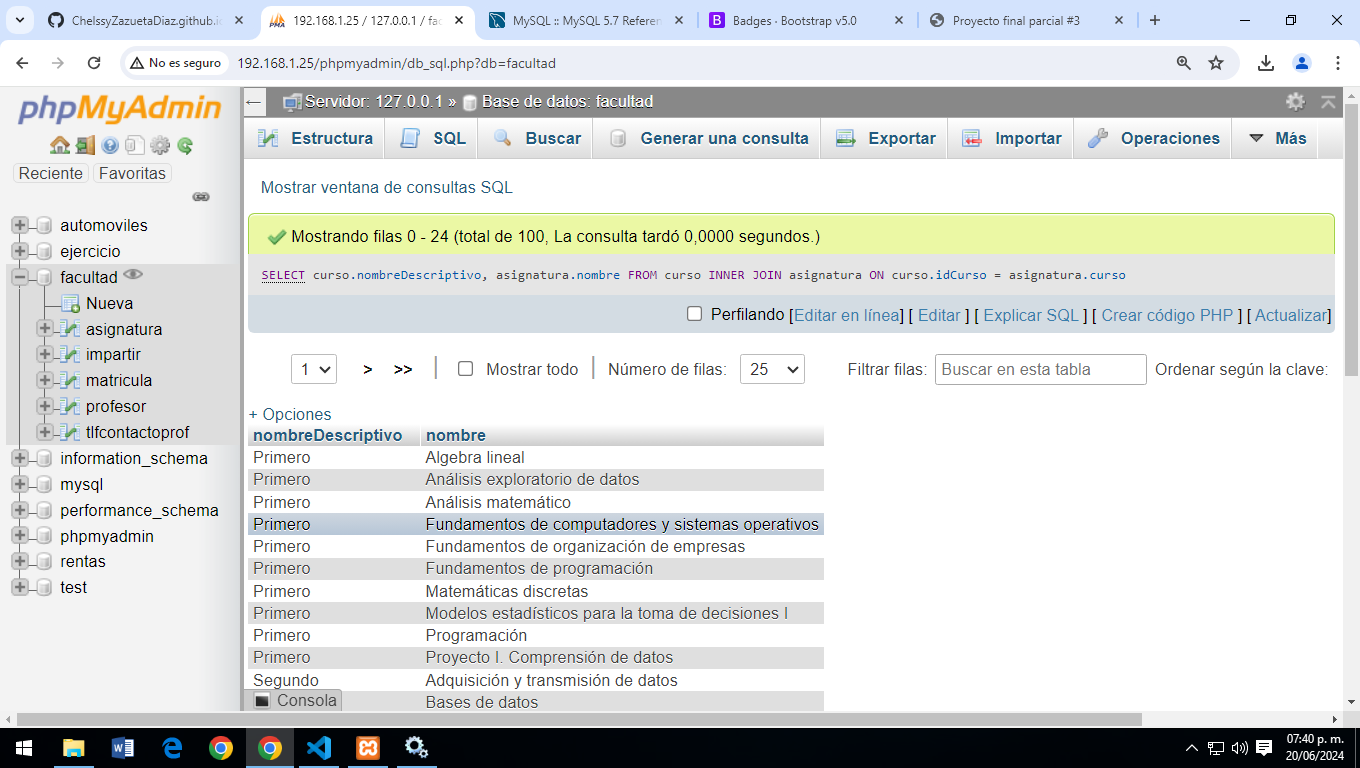 ChelssyZazuetaDiaz.github.i
192.168.1.25 / 127.0.0.1 / fac
MySQL :: MySQL 5.7 Referen
Badges · Bootstrap v5.0
Proyecto final parcial #3
No es seguro
192.168.1.25/phpmyadmin/db_sql.php?db=facultad
phpMyAdmin
Reciente
Favoritas
automoviles
ejercicio
facultad
Nueva
asignatura
impartir
matricula
profesor
tlfcontactoprof
information_schema
mysql
performance_schema
phpmyadmin
rentas
test
Servidor: 127.0.0.1 » Base de datos: facultad
Estructura
SQL
Buscar
Generar una consulta
Exportar
Importar
Operaciones
Más
Mostrar ventana de consultas SQL
Mostrando filas 0 - 24 (total de 100, La consulta tardó 0,0000 segundos.)
SELECT curso.nombreDescriptivo, asignatura.nombre FROM curso INNER JOIN asignatura ON curso.idCurso = asignatura.curso
Perfilando [Editar en línea] [ Editar ] [ Explicar SQL ] [ Crear código PHP ] [ Actualizar]
1 > >> | Mostrar todo | Número de filas: 25 Filtrar filas: Buscar en esta tabla Ordenar según la clave:
+ Opciones
nombreDescriptivo nombre
Primero Algebra lineal
Primero Análisis exploratorio de datos
Primero Análisis matemático
Primero Fundamentos de computadores y sistemas operativos
Primero Fundamentos de organización de empresas
Primero Fundamentos de programación
Primero Matemáticas discretas
Primero Modelos estadísticos para la toma de decisiones I
Primero Programación
Primero Proyecto I. Comprensión de datos
Segundo Adquisición y transmisión de datos
Bases de datos
Consola
07:40 p. m.
20/06/2024